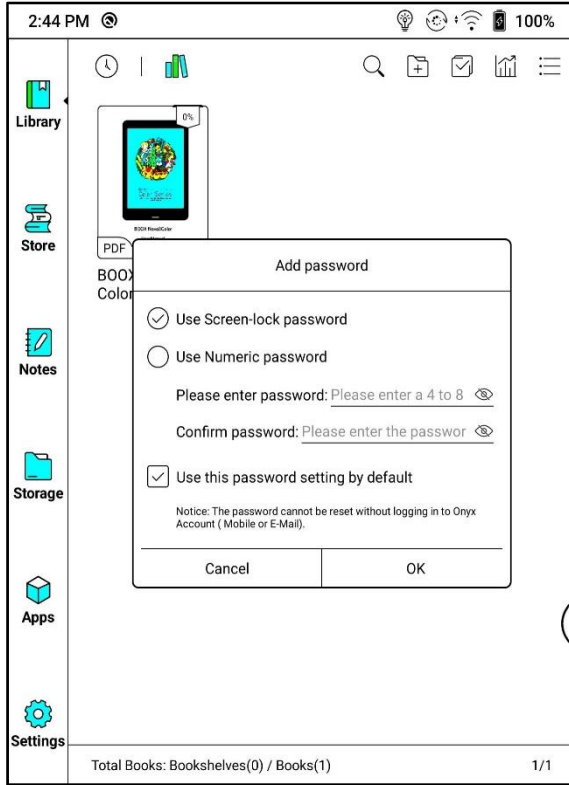 2:44 PM
100%
Library
0%
PDF
BOOX
Color
Store
Notes
Storage
Apps
Settings
Add password
Use Screen-lock password
Use Numeric password
Please enter password: Please enter a 4 to 8
Confirm password: Please enter the passwor
Use this password setting by default
Notice: The password cannot be reset without logging in to Onyx
Account ( Mobile or E-Mail).
Cancel
OK
Total Books: Bookshelves(0) / Books(1)
1/1